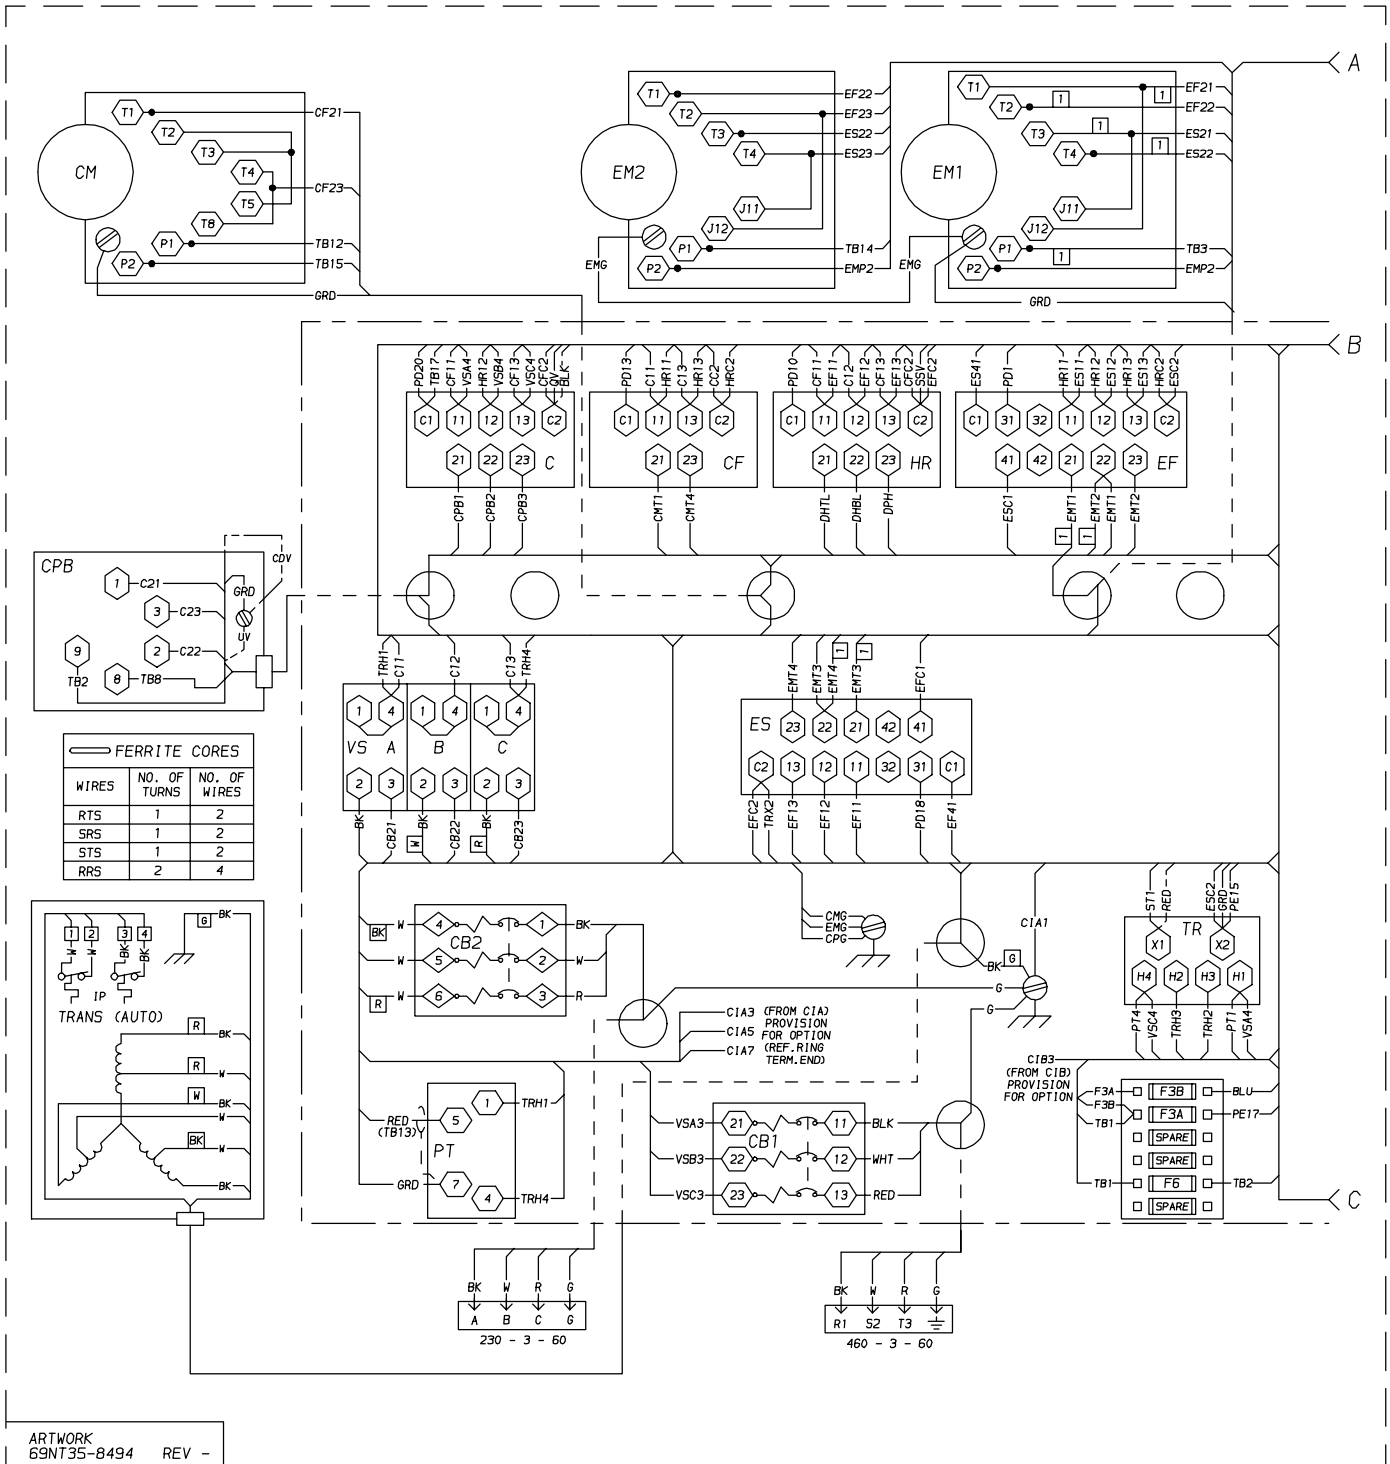 A
CM
T1
T2
T3
T4
T5
T8
P1
P2
CF21
CF23
TB12
TB15
GRD
EM2
T1
T2
T3
T4
J11
J12
P1
P2
EF22
EF23
ES22
ES23
TB14
EMP2
EMG
EMG
EM1
T1
T2
T3
T4
J11
J12
P1
P2
1
1
1
1
1
EF21
EF22
ES21
ES22
TB3
EMP2
GRD
B
PD20 TB17 CF11 VSA4 HR12 VSB4 CF13 VSC4 CFC2 QV BLK
C1 11 12 13 C2
21 22 23 C
CPB1 CPB2 CPB3
PD13 C11 HR11 C13 HR13 CC2 HRC2
C1 11 13 C2
21 23 CF
CMT1 CMT4
PD10 CF11 EF11 C12 EF12 CF13 EF13 CFC2 SSV EFC2
C1 11 12 13 C2
21 22 23 HR
DHTL DHBL DPH
ES41 PD1 HR11 ES11 HR12 ES12 HR13 ES13 HRC2 ESC2
C1 31 32 11 12 13 C2
41 42 21 22 23 EF
ESC1 EMT1 EMT2 EMT1 EMT2
1 1
CPB
1 C21
3 C23
2 C22
9
TB2
8 TB8
GRD
UV
CDV
FERRITE CORES
WIRES NO. OF TURNS NO. OF WIRES
RTS 1 2
SRS 1 2
STS 1 2
RRS 2 4
TRH1 C11 C12 C13 TRH4
1 4 1 4 1 4
VS A B C
2 3 2 3 2 3
BK CB21 BK CB22 BK CB23
W R
EMT4 EMT3 EMT4 EMT3 EFC1
1 1
ES 23 22 21 42 41
C2 13 12 11 32 31 C1
EFC2 TRX2 EF13 EF12 EF11 PD18 EF41
1 2 3 4
W W BK BK
G BK
IP
TRANS (AUTO)
R BK
R W
W BK
W
BK W
BK
BK W 4 1 BK
CB2
W 5 2 W
R W 6 3 R
CMG
EMG
CPG
CIA1
BK G
G
G
CIA3 (FROM CIA)
PROVISION
CIA5 FOR OPTION
CIA7 (REF.RING
TERM.END)
ST1 RED ESC2 GRD PE15
X1 TR X2
H4 H2 H3 H1
PT4 VSC4 TRH3 TRH2 PT1 VSA4
CIB3
(FROM CIB)
PROVISION
FOR OPTION
F3A F3B BLU
F3B F3A PE17
TB1
SPARE
SPARE
TB1 F6 TB2
SPARE
C
RED
(TB13)
5
1 TRH1
PT
GRD 7
4 TRH4
VSA3 21 11 BLK
CB1
VSB3 22 12 WHT
VSC3 23 13 RED
BK W R G
A B C G
230 - 3 - 60
BK W R G
R1 S2 T3
460 - 3 - 60
ARTWORK
69NT35-8494 REV -